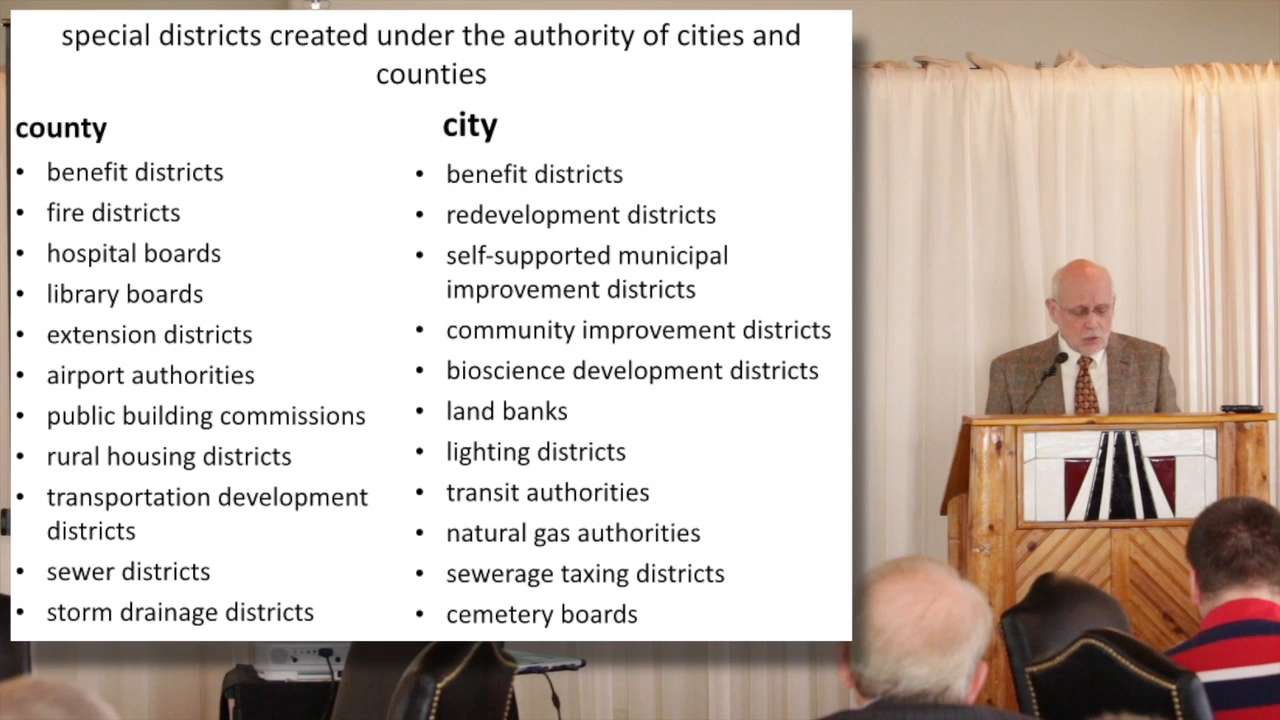 special districts created under the authority of cities and
counties
county
• benefit districts
• fire districts
• hospital boards
• library boards
• extension districts
• airport authorities
• public building commissions
• rural housing districts
• transportation development
districts
• sewer districts
• storm drainage districts
city
• benefit districts
• redevelopment districts
• self-supported municipal
improvement districts
• community improvement districts
• bioscience development districts
• land banks
• lighting districts
• transit authorities
• natural gas authorities
• sewerage taxing districts
• cemetery boards